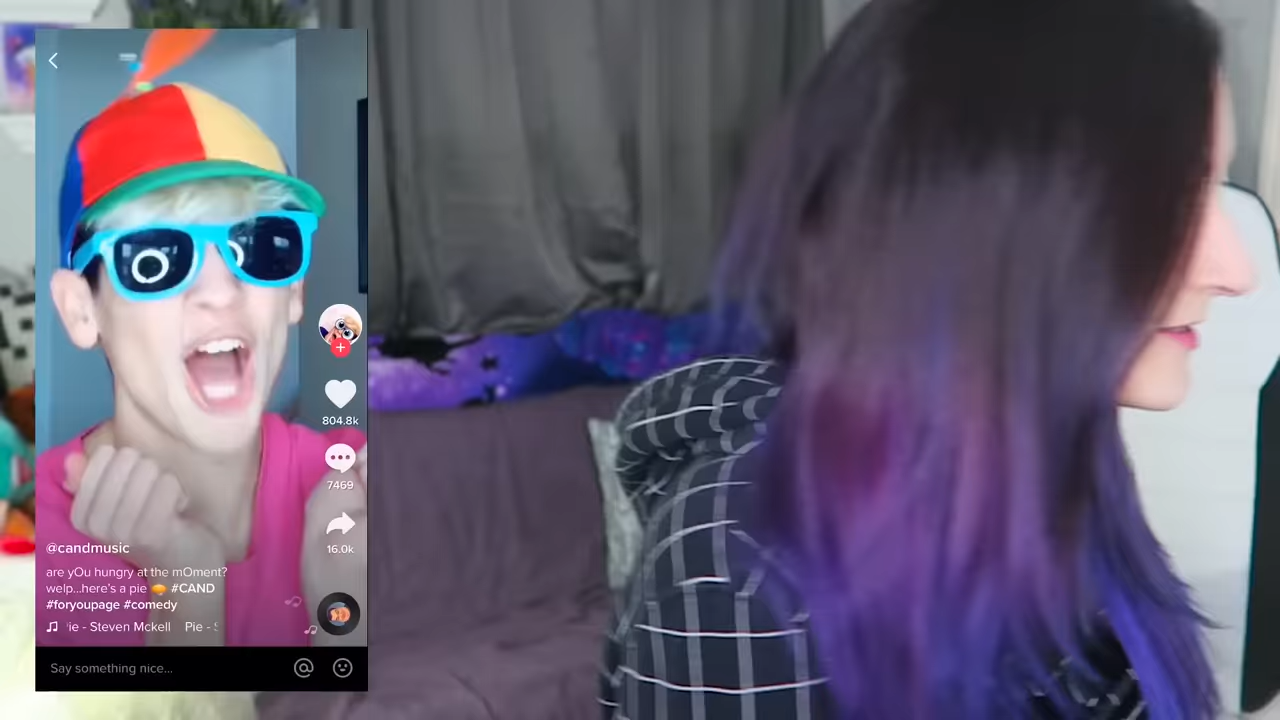 804.8k
7469
16.0k
@candmusic
are yOu hungry at the mOment?
welp...here's a pie 🥧 #CAND
#foryoupage #comedy
'ie - Steven Mckell Pie - S
Say something nice...